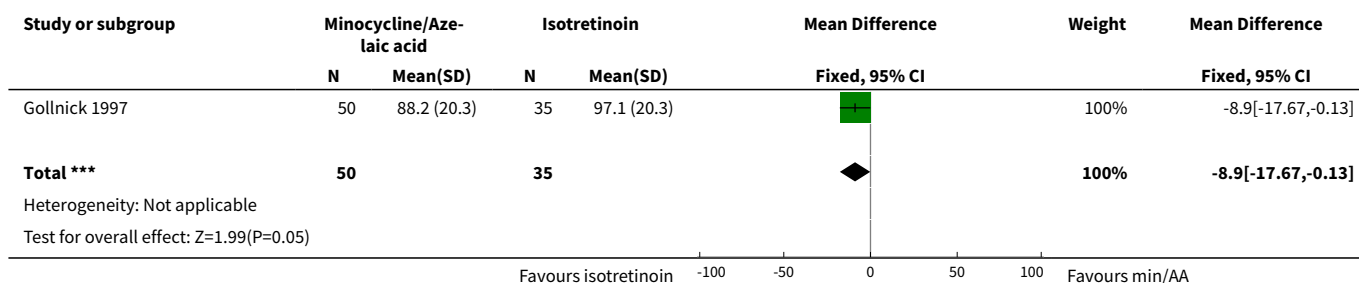 Study or subgroup Minocycline/Aze- Isotretinoin Mean Difference Weight Mean Difference
laic acid
N Mean(SD) N Mean(SD) Fixed, 95% CI Fixed, 95% CI
Gollnick 1997 50 88.2 (20.3) 35 97.1 (20.3) 100% -8.9[-17.67,-0.13]
Total *** 50 35 100% -8.9[-17.67,-0.13]
Heterogeneity: Not applicable
Test for overall effect: Z=1.99(P=0.05)
Favours isotretinoin -100 -50 0 50 100 Favours min/AA